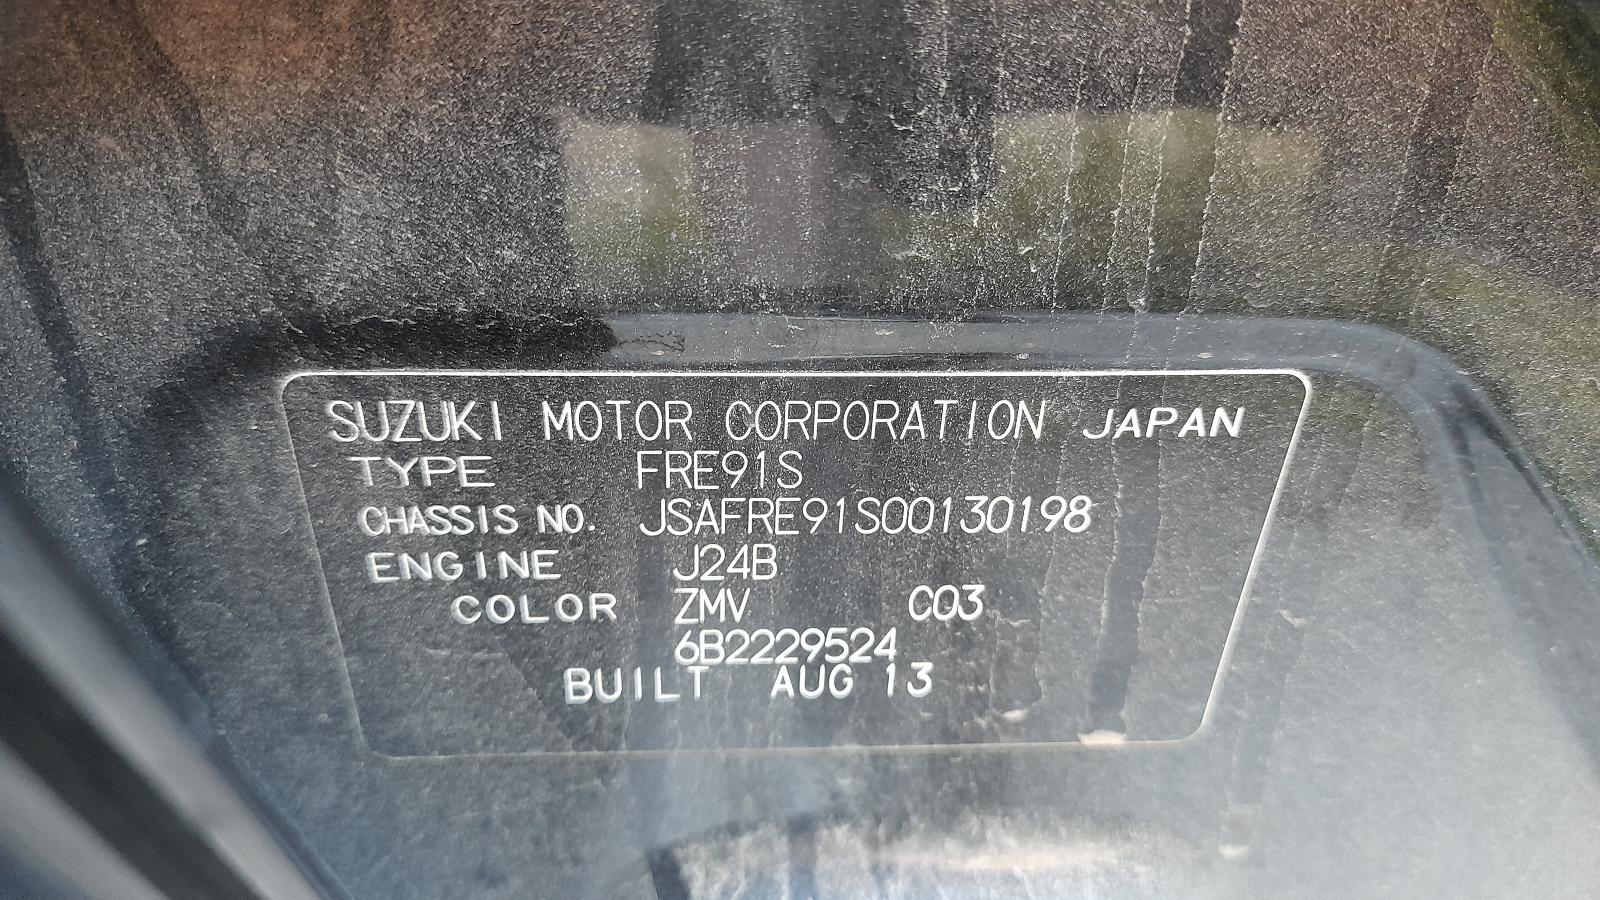 SUZUKI MOTOR CORPORATION JAPAN
TYPE FRE91S
CHASSIS NO. JSAFRE91S00130198
ENGINE J24B
COLOR ZMV C03
6B2229524
BUILT AUG 13